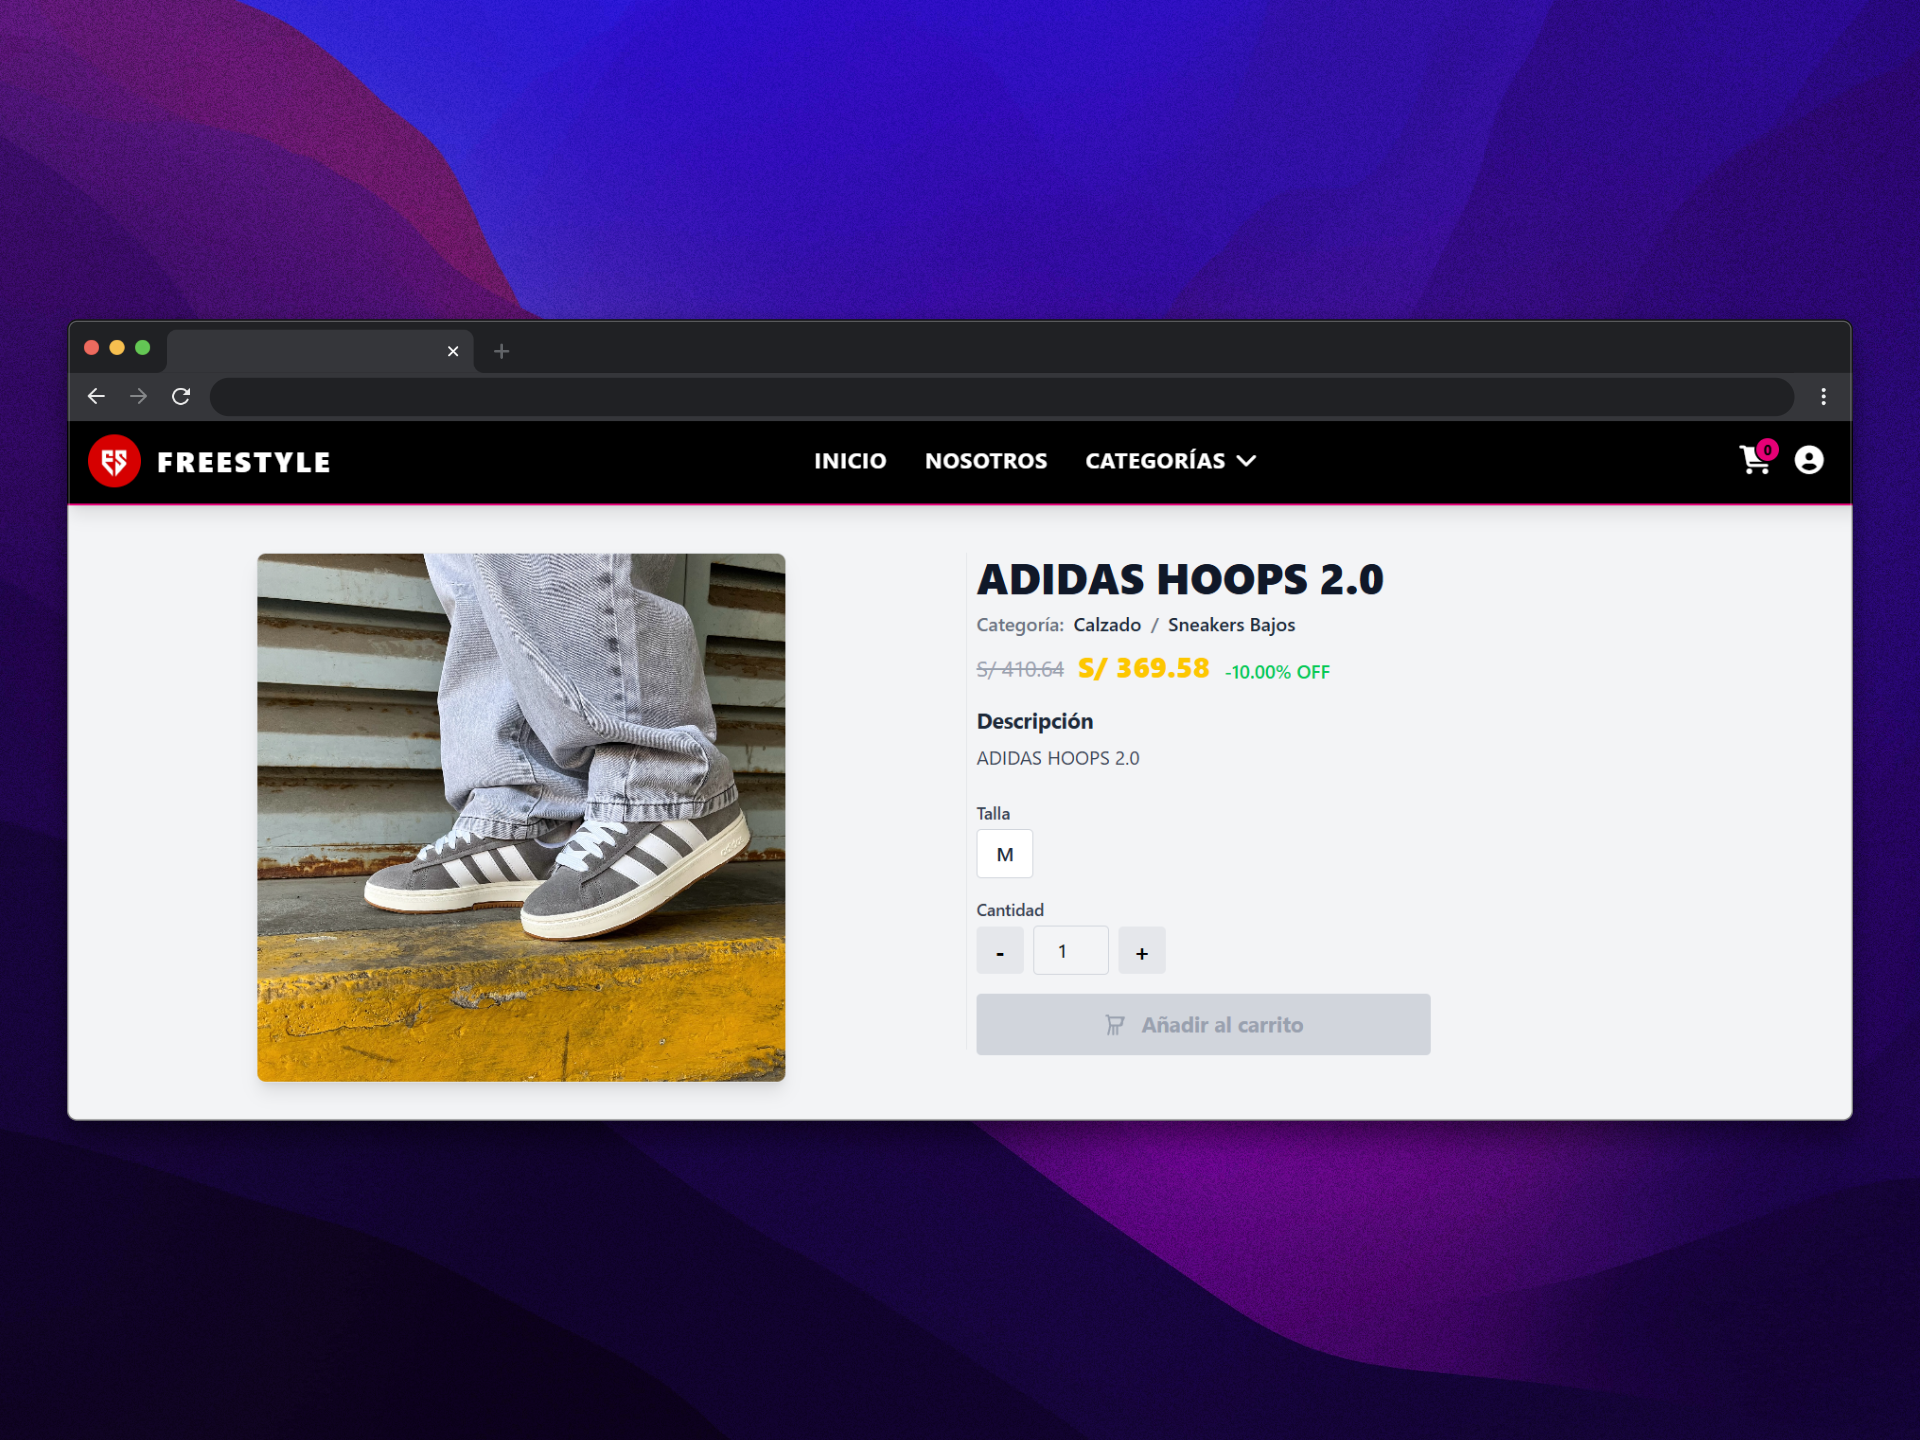 FS FREESTYLE INICIO NOSOTROS CATEGORÍAS 0
ADIDAS HOOPS 2.0
Categoría: Calzado / Sneakers Bajos
S/ 410.64 S/ 369.58 -10.00% OFF
Descripción
ADIDAS HOOPS 2.0
Talla
M
Cantidad
- 1 +
Añadir al carrito